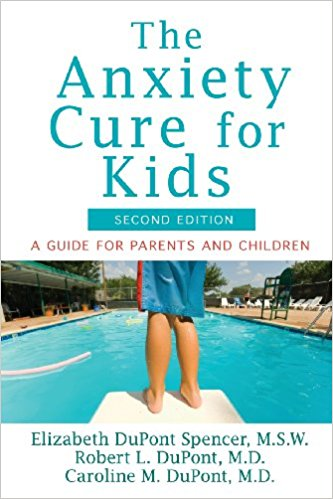 The
Anxiety
Cure for
Kids
SECOND EDITION
A GUIDE FOR PARENTS AND CHILDREN
Elizabeth DuPont Spencer, M.S.W.
Robert L. DuPont, M.D.
Caroline M. DuPont, M.D.